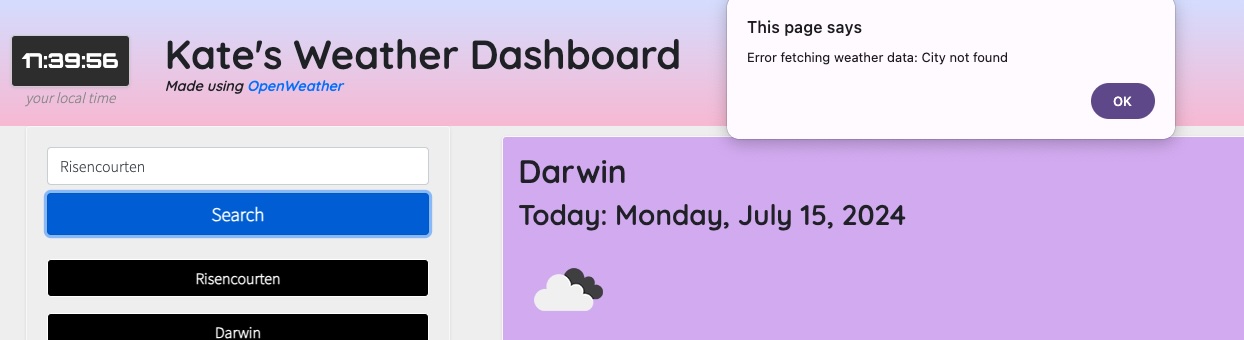 17:39:56
your local time
Kate's Weather Dashboard
Made using OpenWeather
This page says
Error fetching weather data: City not found
OK
Risencourten
Search
Risencourten
Darwin
Darwin
Today: Monday, July 15, 2024